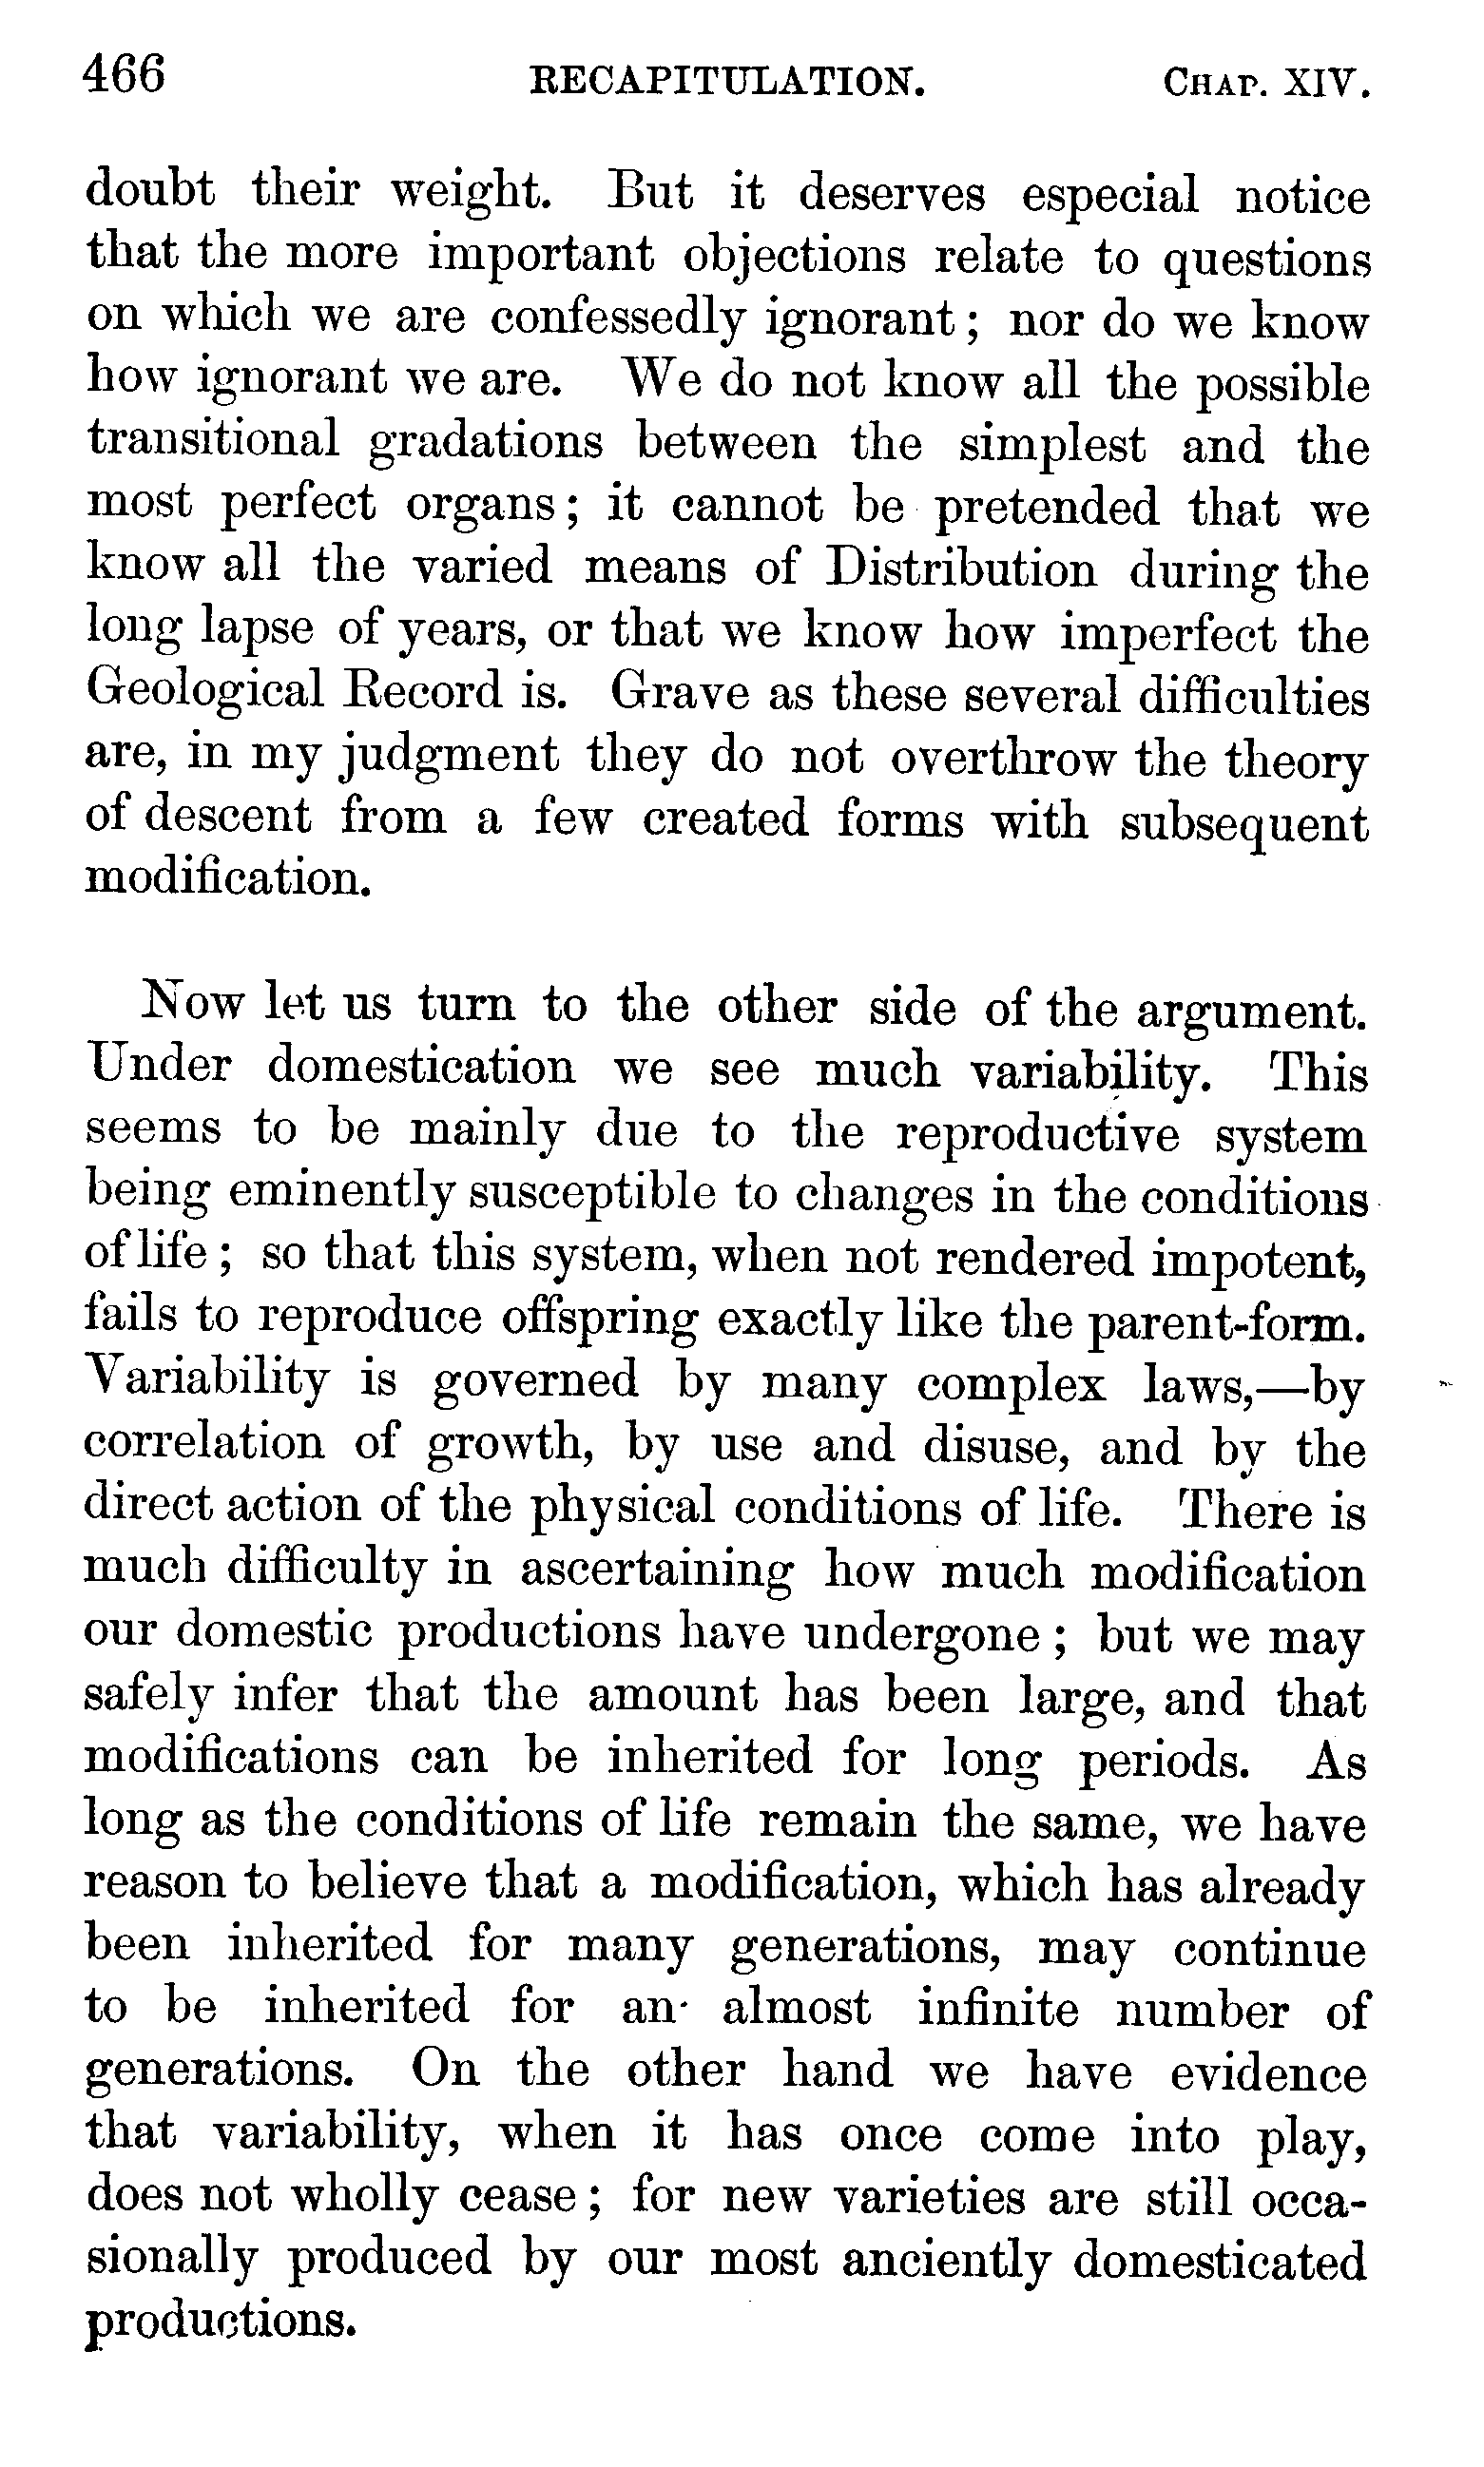 466 RECAPITULATION. CHAP. XIV.
doubt their weight. But it deserves especial notice
that the more important objections relate to questions
on which we are confessedly ignorant; nor do we know
how ignorant we are. We do not know all the possible
transitional gradations between the simplest and the
most perfect organs; it cannot be pretended that we
know all the varied means of Distribution during the
long lapse of years, or that we know how imperfect the
Geological Record is. Grave as these several difficulties
are, in my judgment they do not overthrow the theory
of descent from a few created forms with subsequent
modification.
Now let us turn to the other side of the argument.
Under domestication we see much variability. This
seems to be mainly due to the reproductive system
being eminently susceptible to changes in the conditions
of life; so that this system, when not rendered impotent,
fails to reproduce offspring exactly like the parent-form.
Variability is governed by many complex laws,—by
correlation of growth, by use and disuse, and by the
direct action of the physical conditions of life. There is
much difficulty in ascertaining how much modification
our domestic productions have undergone; but we may
safely infer that the amount has been large, and that
modifications can be inherited for long periods. As
long as the conditions of life remain the same, we have
reason to believe that a modification, which has already
been inherited for many generations, may continue
to be inherited for an almost infinite number of
generations. On the other hand we have evidence
that variability, when it has once come into play,
does not wholly cease; for new varieties are still occa-
sionally produced by our most anciently domesticated
productions.